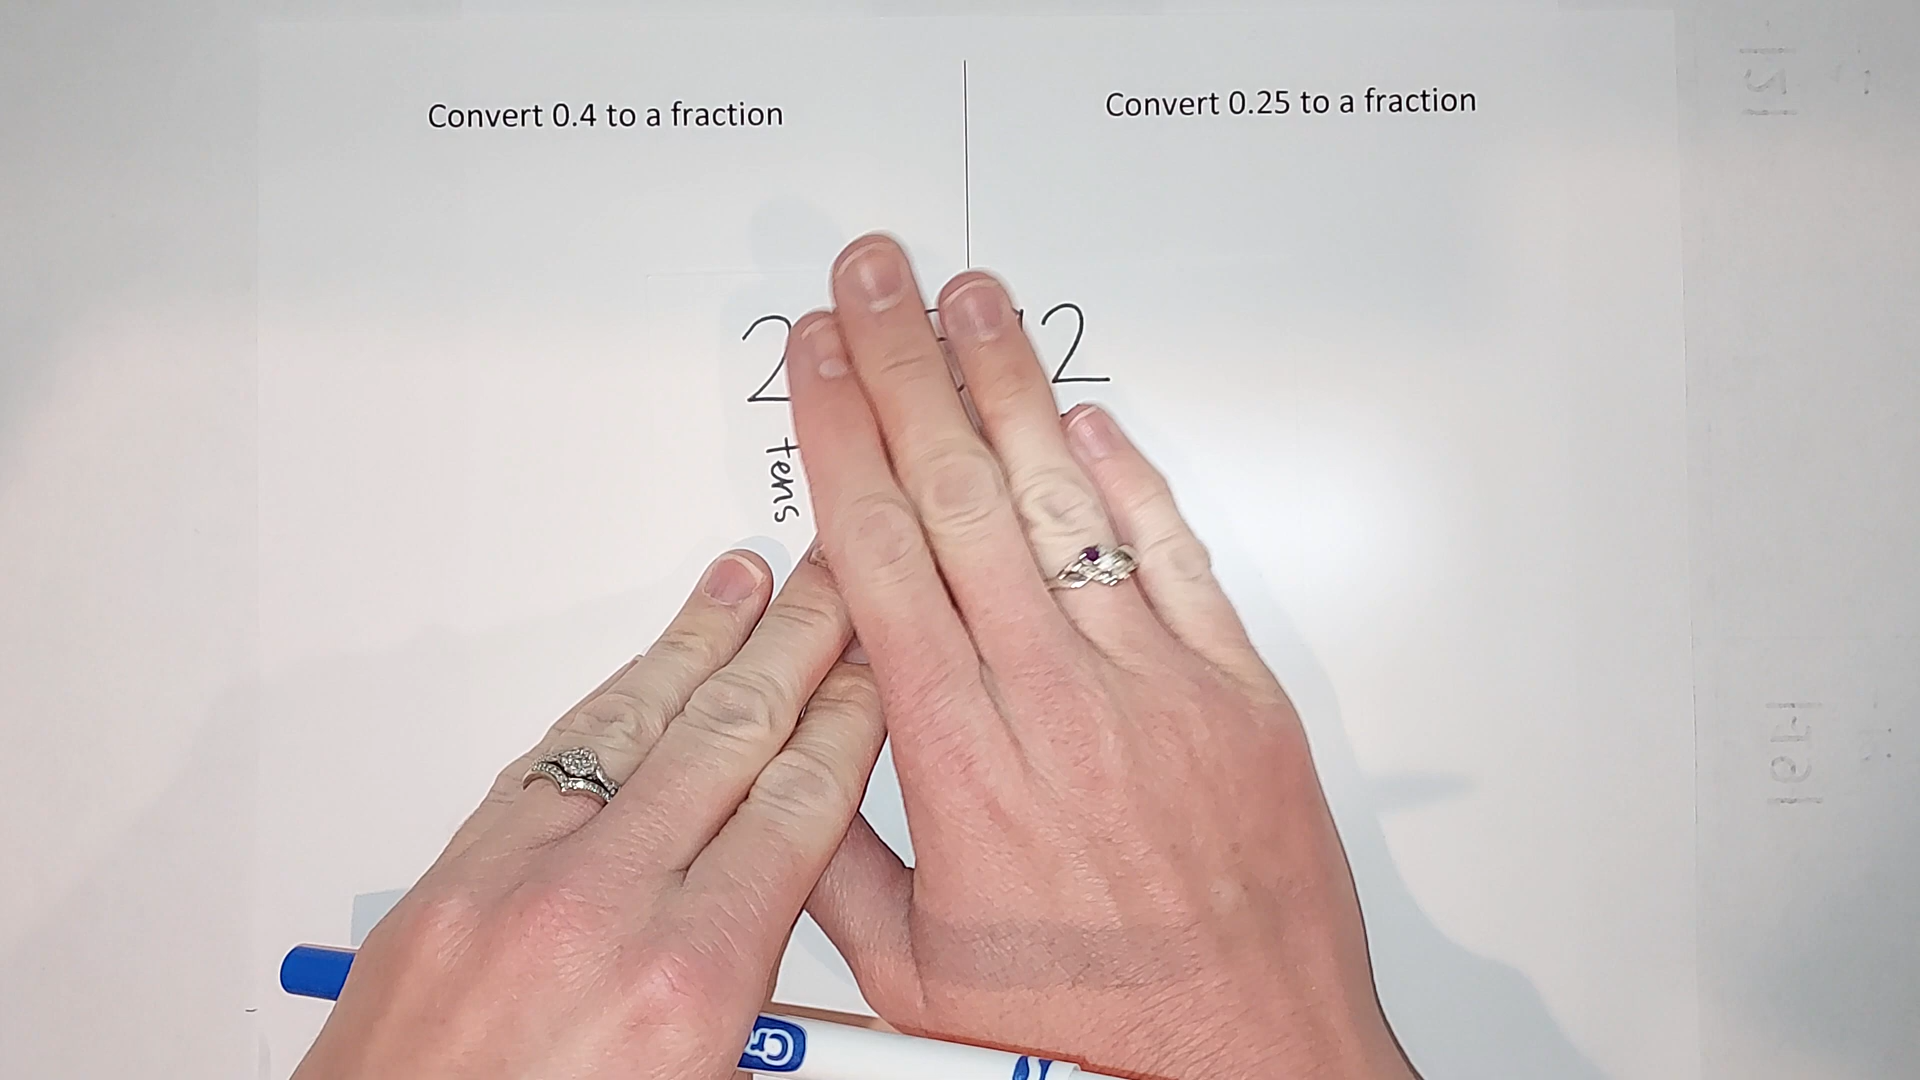 Convert 0.4 to a fraction
Convert 0.25 to a fraction
2 2
tens